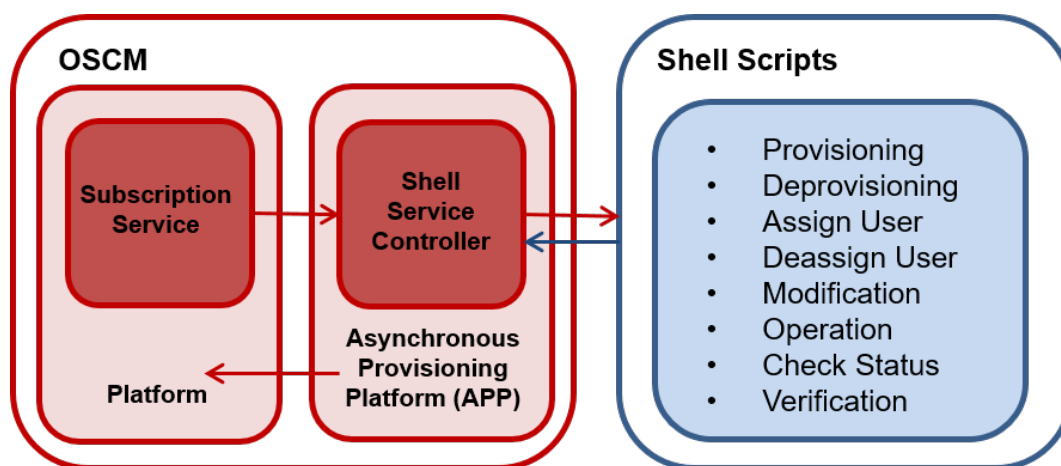 OSCM
Subscription
Service
Platform
Shell
Service
Controller
Asynchronous
Provisioning
Platform (APP)
Shell Scripts
• Provisioning
• Deprovisioning
• Assign User
• Deassign User
• Modification
• Operation
• Check Status
• Verification